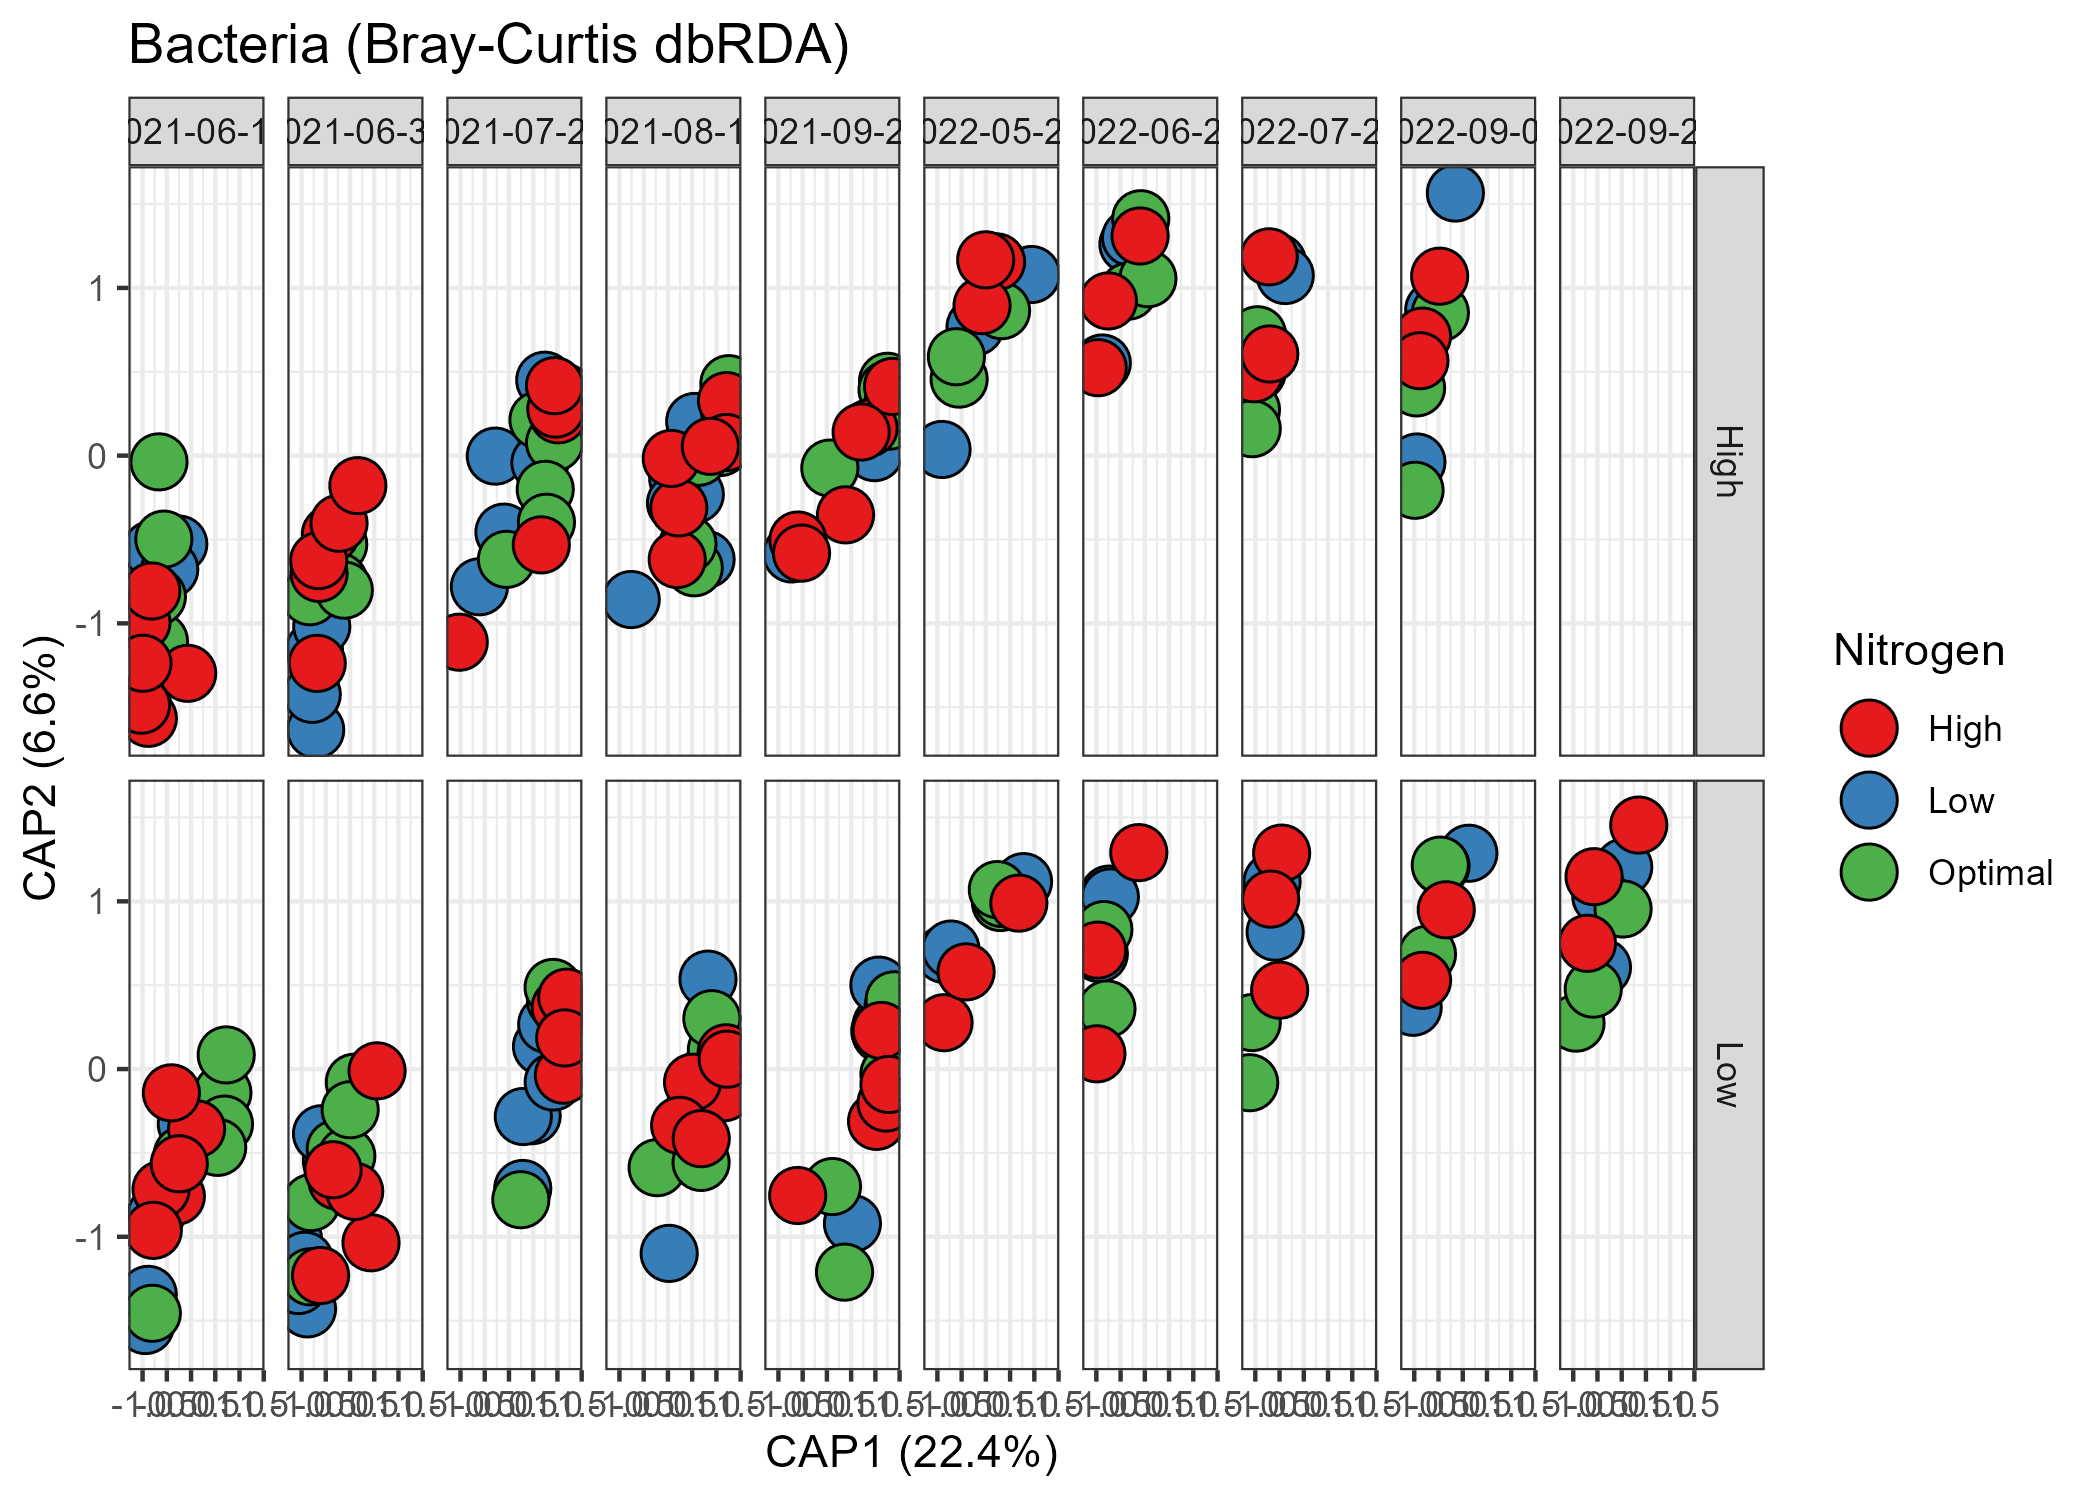 Bacteria (Bray-Curtis dbRDA)
021-06-1 021-06-3 021-07-2 021-08-1 021-09-2 022-05-2 022-06-2 022-07-2 022-09-0 022-09-2
1
0
-1
High
1
0
-1
Low
CAP2 (6.6%)
CAP1 (22.4%)
Nitrogen
High
Low
Optimal